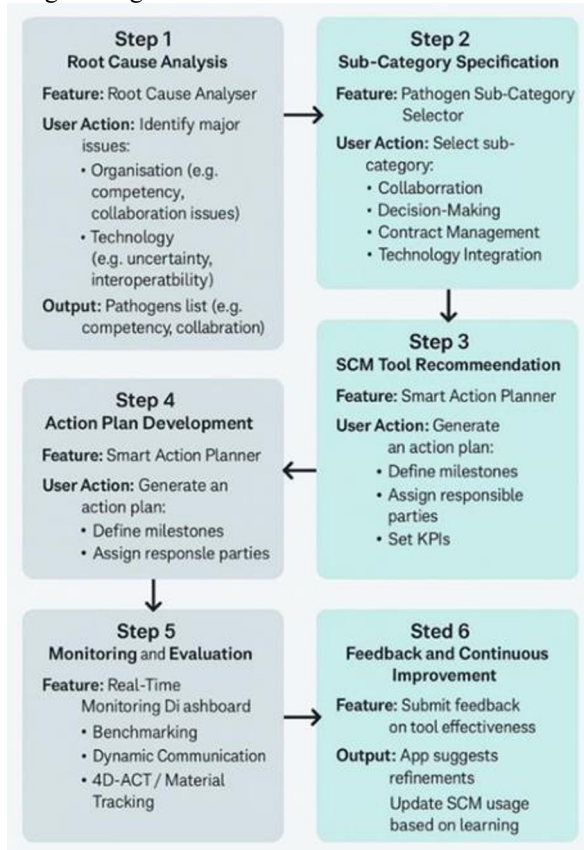 Step 1
Root Cause Analysis
Feature: Root Cause Analyser
User Action: Identify major
issues:
• Organisation (e.g.
competency,
collaboration issues)
• Technology
(e.g. uncertainty,
interoperatbility)
Output: Pathogens list (e.g.
competency, collabration)
Step 2
Sub-Category Specification
Feature: Pathogen Sub-Category
Selector
User Action: Select sub-
category:
• Collaborration
• Decision-Making
• Contract Management
• Technology Integration
Step 3
SCM Tool Recommeendation
Feature: Smart Action Planner
User Action: Generate
an action plan:
• Define milestones
• Assign responsible
parties
• Set KPIs
Step 4
Action Plan Development
Feature: Smart Action Planner
User Action: Generate an
action plan:
• Define milestones
• Assign responsle parties
Step 5
Monitoring and Evaluation
Feature: Real-Time
Monitoring Di ashboard
• Benchmarking
• Dynamic Communication
• 4D-ACT / Material
Tracking
Sted 6
Feedback and Continuous
Improvement
Feature: Submit feedback
on tool effectiveness
Output: App suggests
refinements
Update SCM usage
based on learning